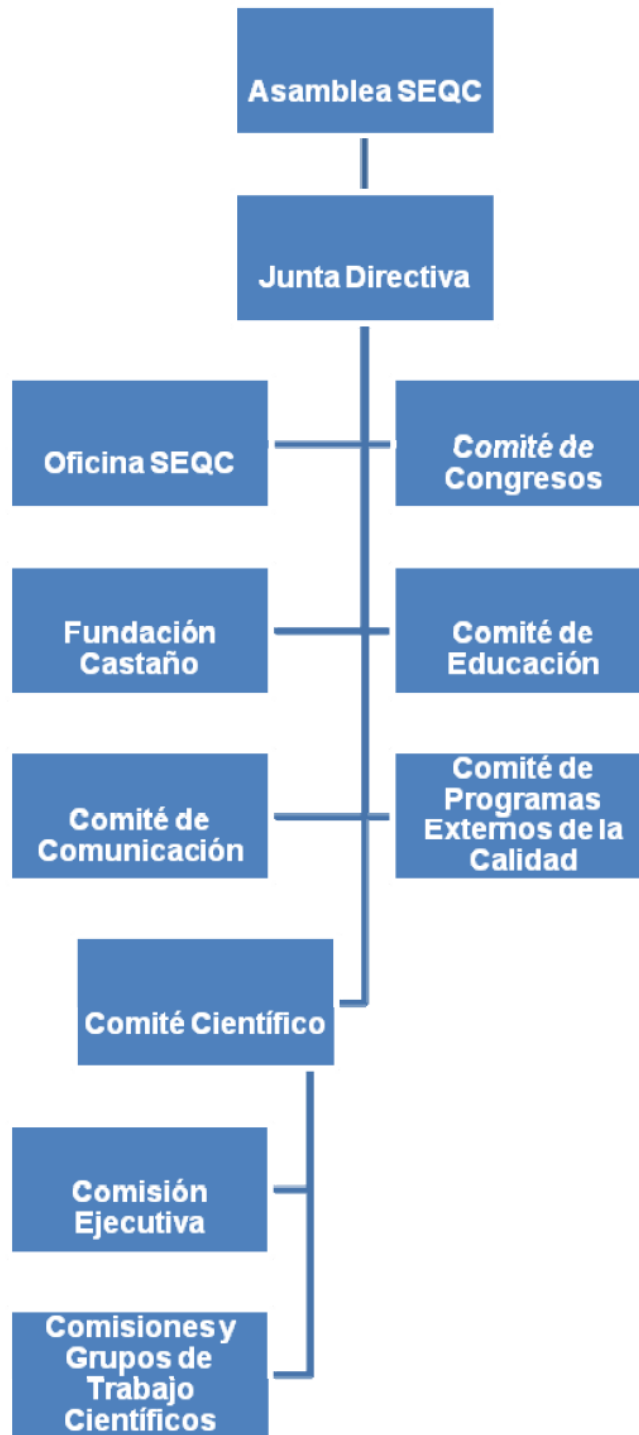 Asamblea SEQC
Junta Directiva
Oficina SEQC
Comité de
Congresos
Fundación
Castaño
Comité de
Educación
Comité de
Comunicación
Comité de
Programas
Externos de la
Calidad
Comité Científico
Comisión
Ejecutiva
Comisiones y
Grupos de
Trabajo
Científicos